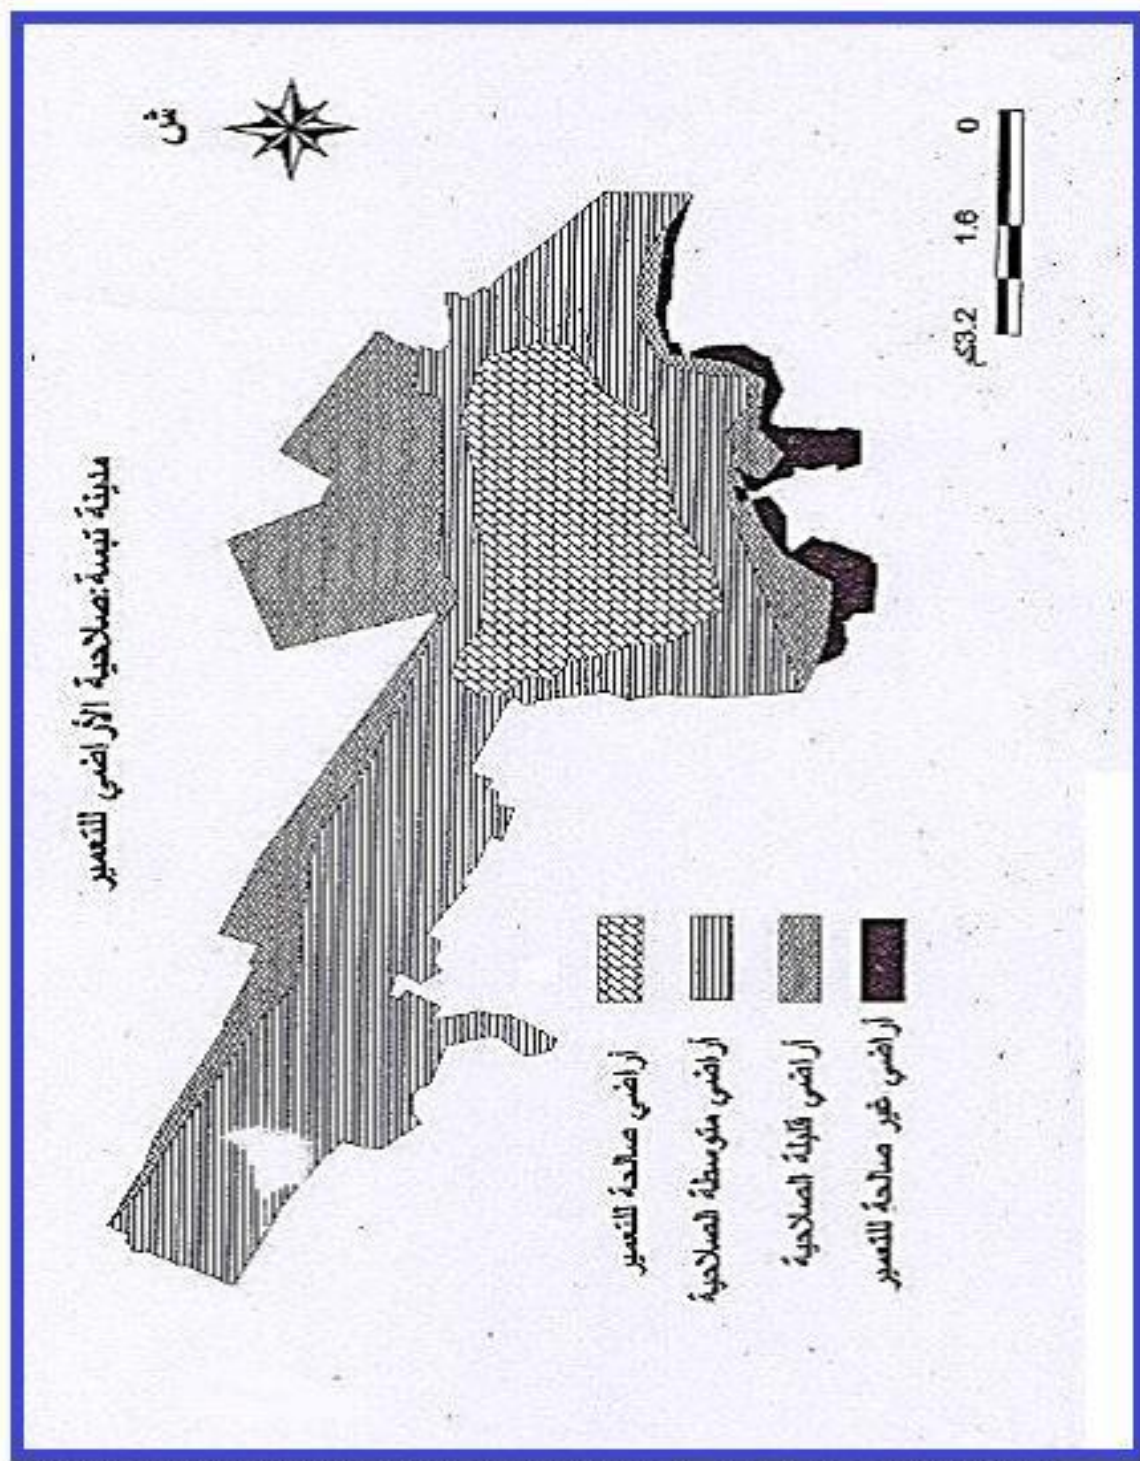 مدينة تبسة:صلاحية الأراضي للتعمير
ش
أراضي صالحة للتعمير
أراضي متوسطة الصلاحية
أراضي قليلة الصلاحية
أراضي غير صالحة للتعمير
0 1.6 3.2كم